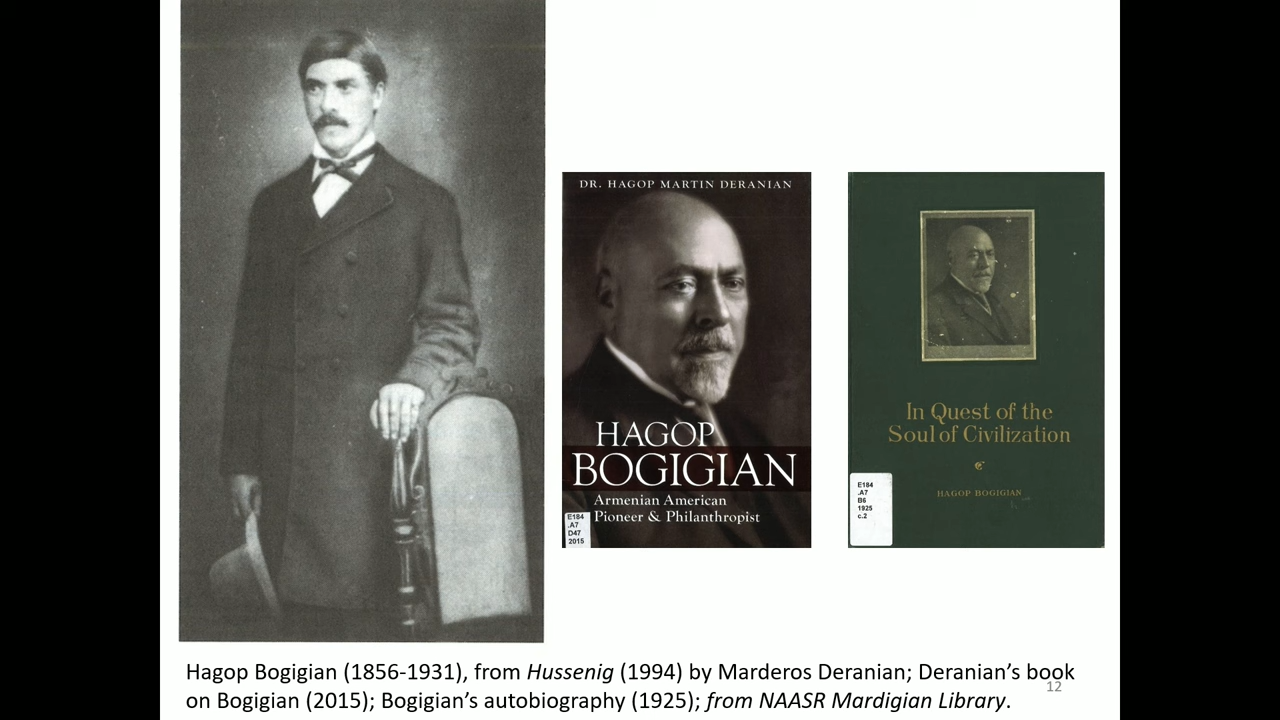 DR. HAGOP MARTIN DERANIAN
HAGOP
BOGIGIAN
Armenian American
Pioneer & Philanthropist
E184
.A7
D47
2015
In Quest of the
Soul of Civilization
HAGOP BOGIGIAN
E184
.A7
B6
1925
c.2
Hagop Bogigian (1856-1931), from Hussenig (1994) by Marderos Deranian; Deranian's book
on Bogigian (2015); Bogigian's autobiography (1925); from NAASR Mardigian Library.
12